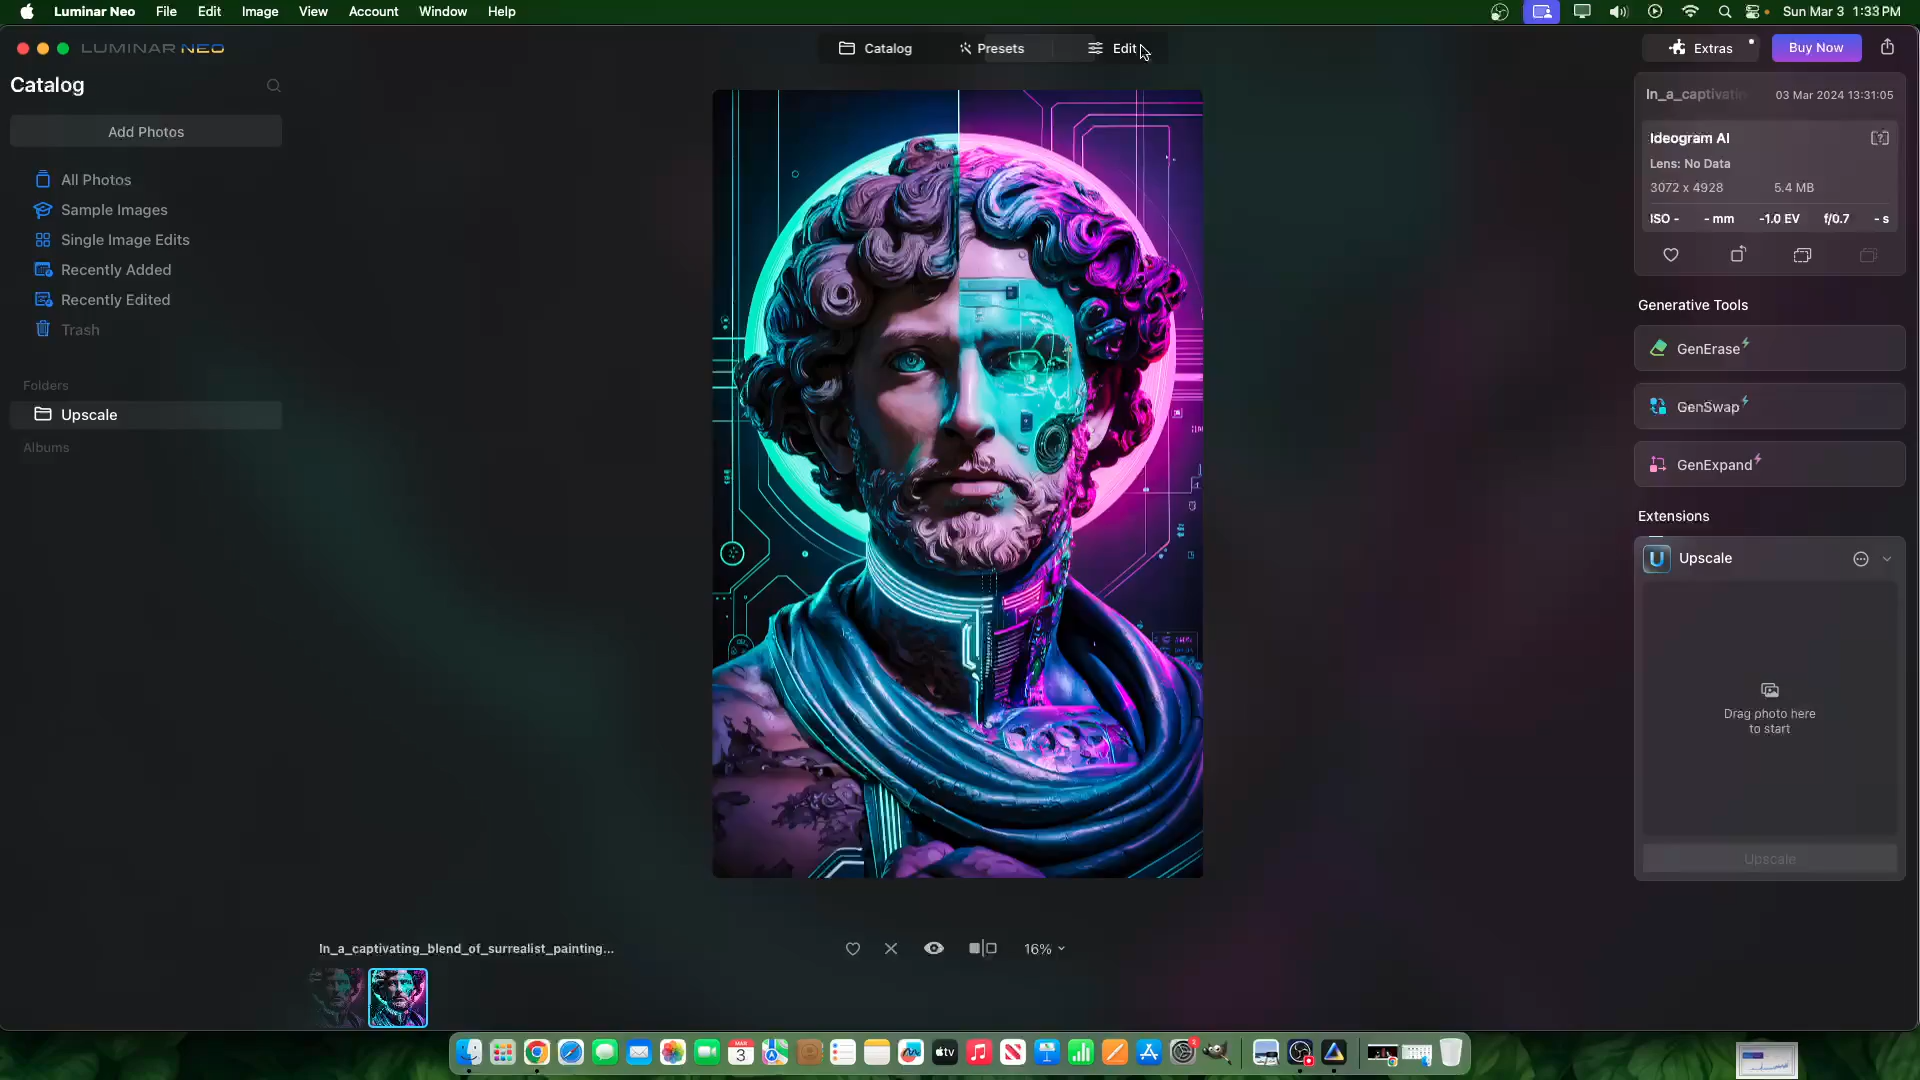 Luminar Neo File Edit Image View Account Window Help Sun Mar 3 1:33 PM
LUMINAR NEO Catalog Presets Edit Extras Buy Now
Catalog
Add Photos
All Photos
Sample Images
Single Image Edits
Recently Added
Recently Edited
Trash
Folders
Upscale
Albums
In_a_captivatin 03 Mar 2024 13:31:05
Ideogram AI
Lens: No Data
3072 x 4928 5.4 MB
ISO - - mm -1.0 EV f/0.7 - s
Generative Tools
GenErase
GenSwap
GenExpand
Extensions
U Upscale
Drag photo here
to start
Upscale
In_a_captivating_blend_of_surrealist_painting...
16%
MAR
3
tv